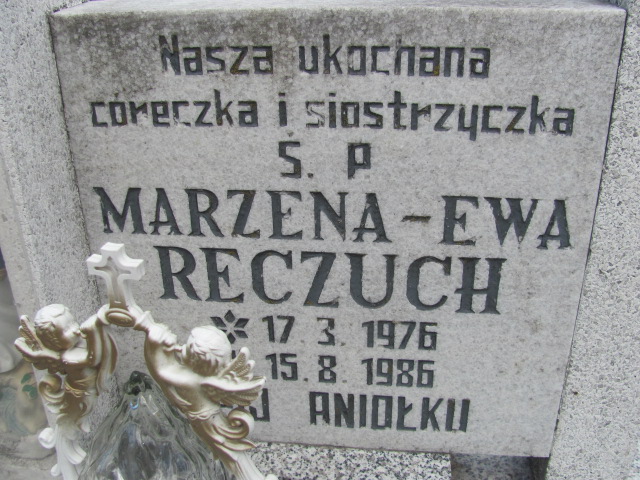 Nasza ukochana
córeczka i siostrzyczka
Ś. P
MARZENA-EWA
RECZUCH
17 3. 1976
15. 8. 1986
ANIOŁKU